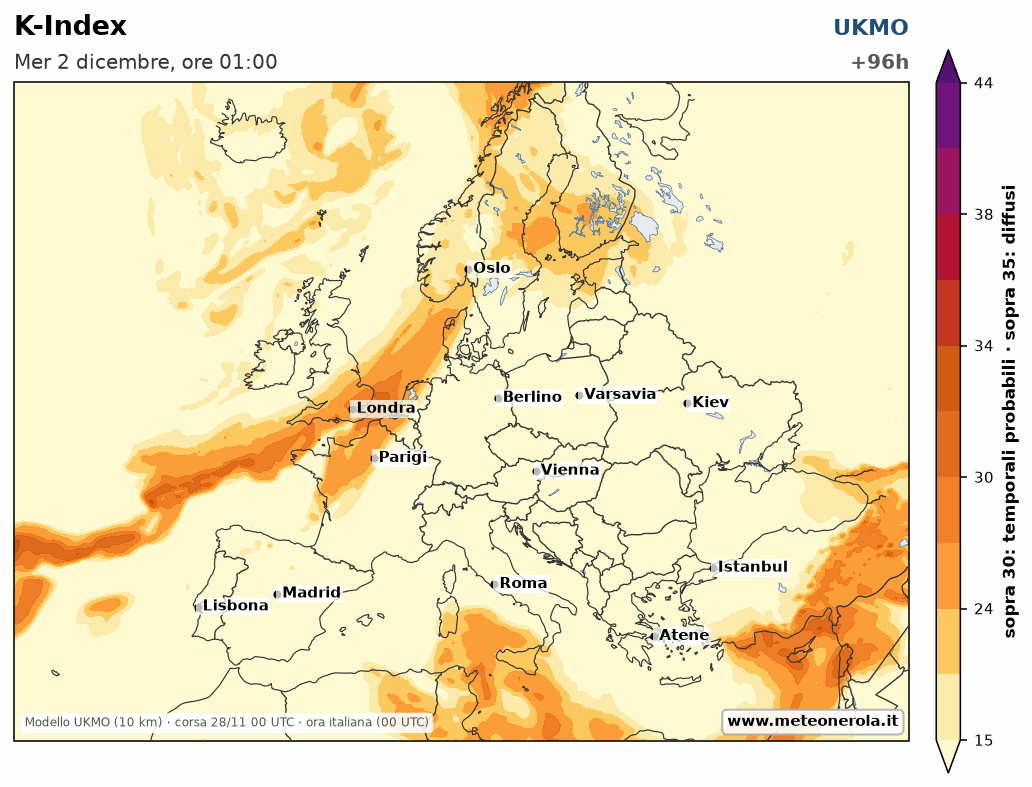 K-Index
UKMO
Mer 2 dicembre, ore 01:00
+96h
Oslo
Londra
Berlino
Varsavia
Kiev
Parigi
Vienna
Istanbul
Roma
Madrid
Lisbona
Atene
Modello UKMO (10 km) · corsa 28/11 00 UTC · ora italiana (00 UTC)
www.meteonerola.it
44
38
34
30
24
15
sopra 30: temporali probabili · sopra 35: diffusi